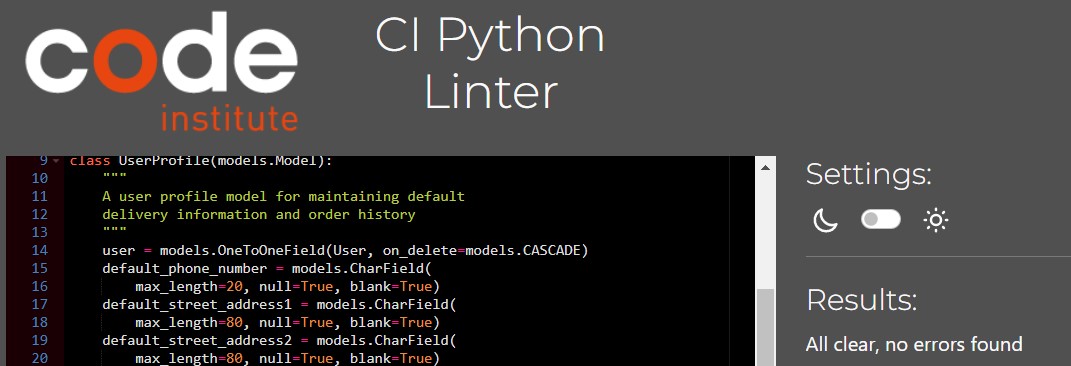 code
institute
CI Python
Linter
9 class UserProfile(models.Model):
10 """
11 A user profile model for maintaining default
12 delivery information and order history
13 """
14 user = models.OneToOneField(User, on_delete=models.CASCADE)
15 default_phone_number = models.CharField(
16 max_length=20, null=True, blank=True)
17 default_street_address1 = models.CharField(
18 max_length=80, null=True, blank=True)
19 default_street_address2 = models.CharField(
20 max_length=80, null=True, blank=True)
Settings:
Results:
All clear, no errors found